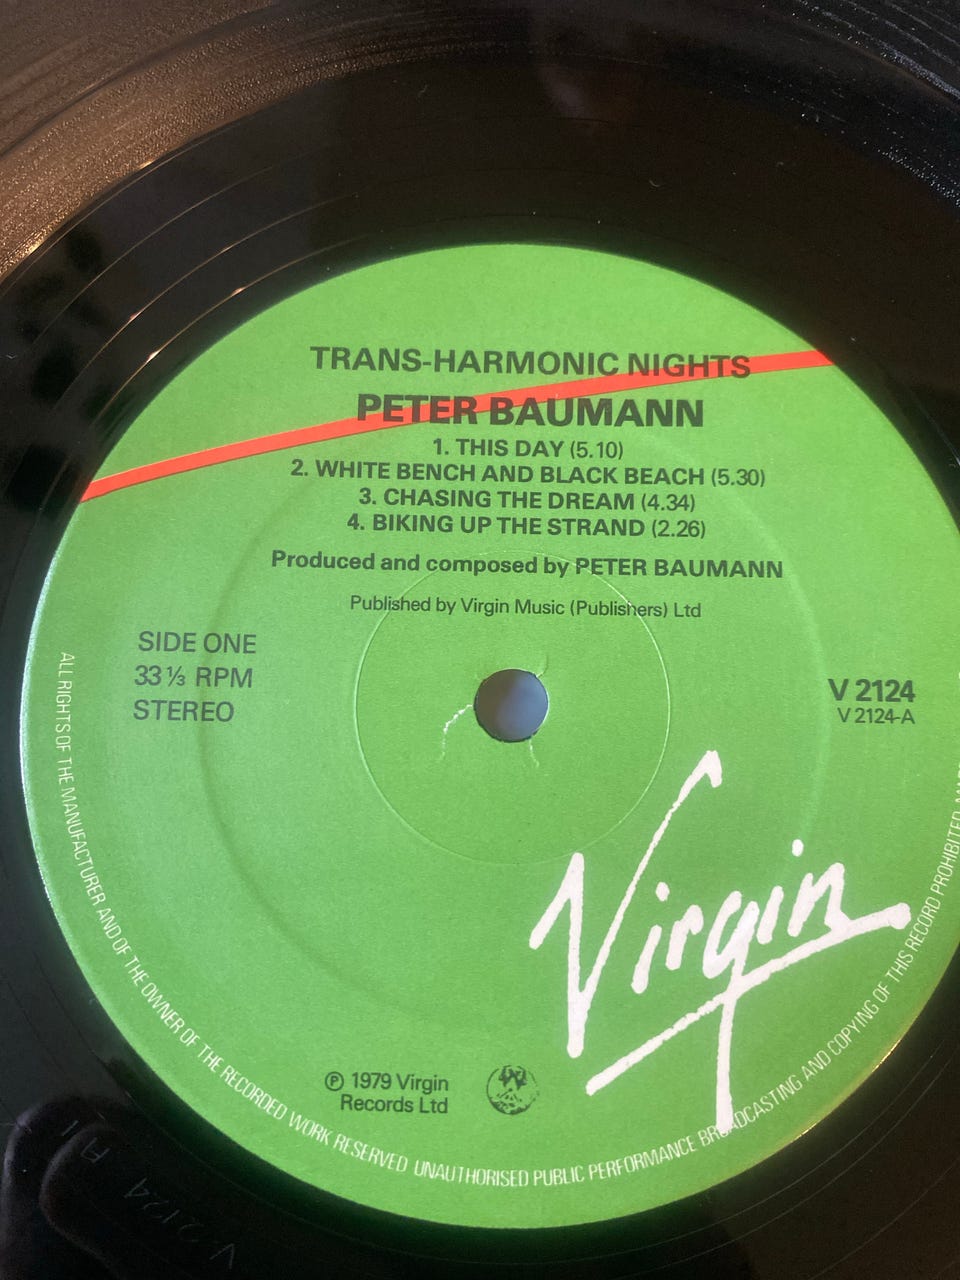 TRANS-HARMONIC NIGHTS
PETER BAUMANN
1. THIS DAY (5.10)
2. WHITE BENCH AND BLACK BEACH (5.30)
3. CHASING THE DREAM (4.34)
4. BIKING UP THE STRAND (2.26)
Produced and composed by PETER BAUMANN
Published by Virgin Music (Publishers) Ltd
SIDE ONE
33⅓ RPM
STEREO
V 2124
V 2124-A
Virgin
℗ 1979 Virgin
Records Ltd
ALL RIGHTS OF THE MANUFACTURER AND OF THE OWNER OF THE RECORDED WORK RESERVED UNAUTHORISED PUBLIC PERFORMANCE BROADCASTING AND COPYING OF THIS RECORD PROHIBITED
V 2124 A 1